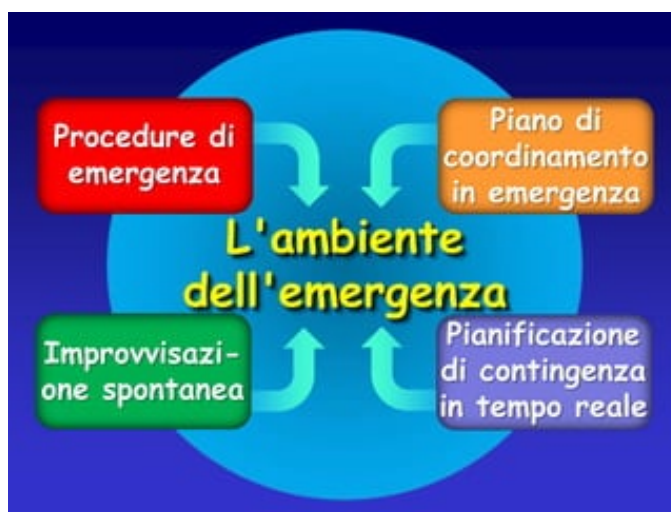 Procedure di
emergenza
Piano di
coordinamento
in emergenza
L'ambiente
dell'emergenza
Improvvisazi-
one spontanea
Pianificazione
di contingenza
in tempo reale